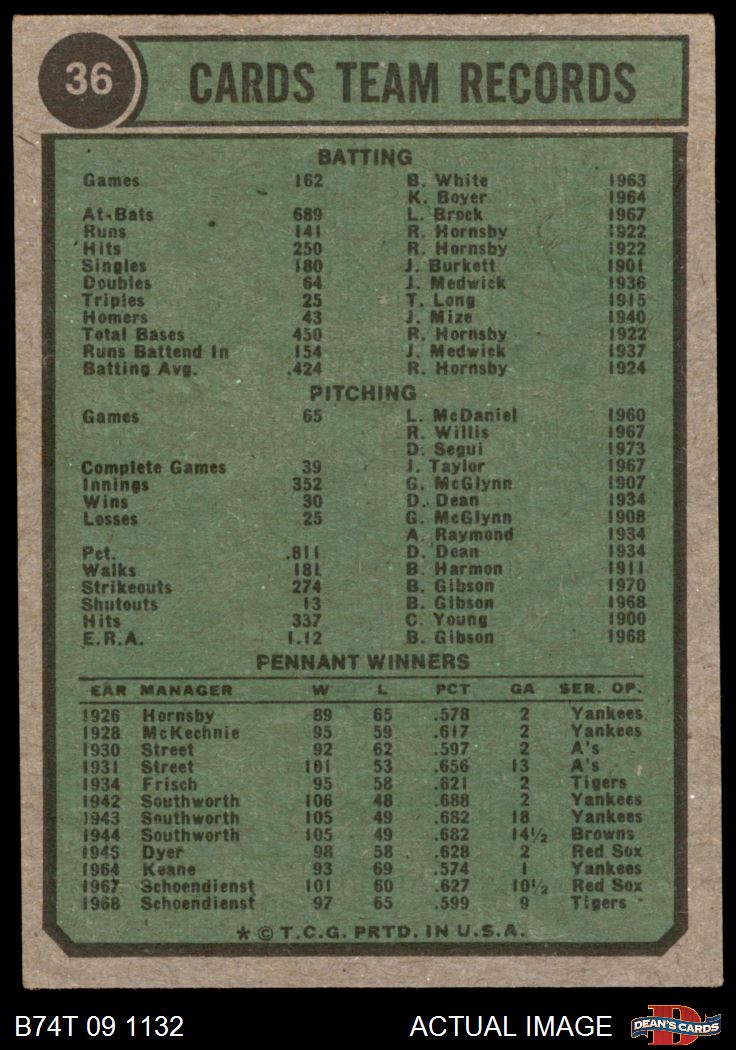 36 CARDS TEAM RECORDS
BATTING
Games 162 B. White 1963
K. Boyer 1964
At-Bats 689 L. Brock 1967
Runs 141 R. Hornsby 1922
Hits 250 R. Hornsby 1922
Singles 180 J. Burkett 1901
Doubles 64 J. Medwick 1936
Triples 25 T. Long 1915
Homers 43 J. Mize 1940
Total Bases 450 R. Hornsby 1922
Runs Battend In 154 J. Medwick 1937
Batting Avg. .424 R. Hornsby 1924
PITCHING
Games 65 L. McDaniel 1960
R. Willis 1967
D. Segui 1973
Complete Games 39 J. Taylor 1967
Innings 352 G. McGlynn 1907
Wins 30 D. Dean 1934
Losses 25 G. McGlynn 1908
A. Raymond 1934
Pct. .811 D. Dean 1934
Walks 181 B. Harmon 1911
Strikeouts 274 B. Gibson 1970
Shutouts 13 B. Gibson 1968
Hits 337 C. Young 1900
E.R.A. 1.12 B. Gibson 1968
PENNANT WINNERS
EAR MANAGER W L PCT GA SER. OP.
1926 Hornsby 89 65 .578 2 Yankees
1928 McKechnie 95 59 .617 2 Yankees
1930 Street 92 62 .597 2 A's
1931 Street 101 53 .656 13 A's
1934 Frisch 95 58 .621 2 Tigers
1942 Southworth 106 48 .688 2 Yankees
1943 Southworth 105 49 .682 18 Yankees
1944 Southworth 105 49 .682 14½ Browns
1945 Dyer 98 58 .628 2 Red Sox
1964 Keane 93 69 .574 1 Yankees
1967 Schoendienst 101 60 .627 10½ Red Sox
1968 Schoendienst 97 65 .599 9 Tigers
* © T.C.G. PRTD. IN U.S.A.
B74T 09 1132 ACTUAL IMAGE DEAN'S CARDS